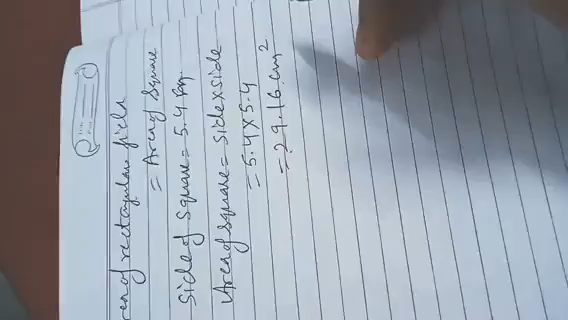 rea of rectangular field
= Area of Square
Side of Square = 5.4 cm
Area of Square = Side x side
= 5.4 X 5.4
= 29.16 cm²